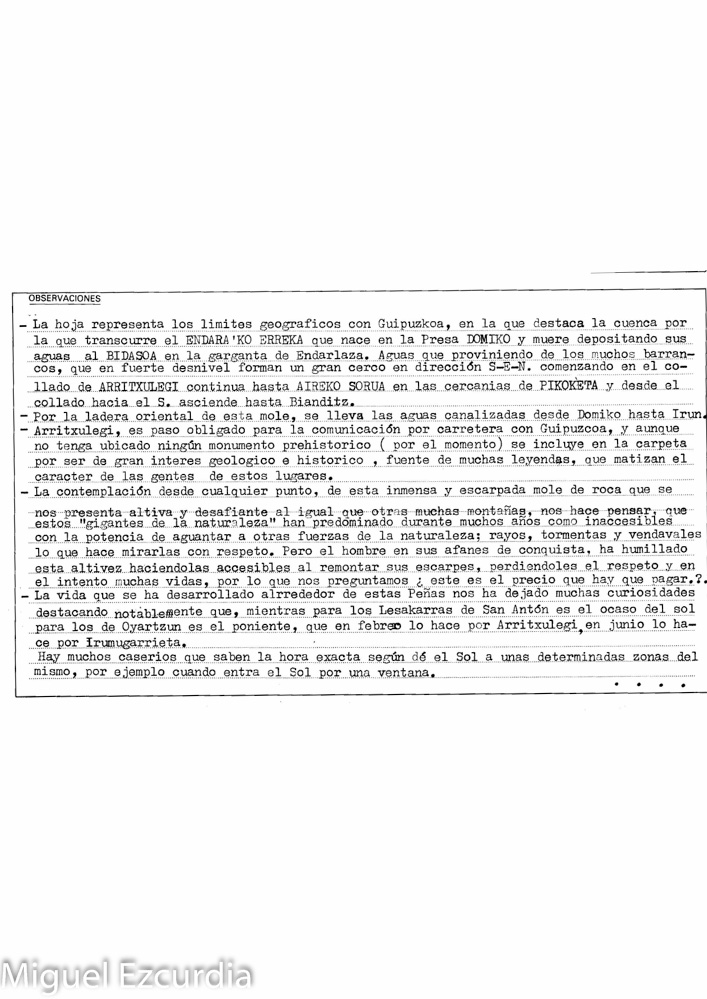 OBSERVACIONES
- La hoja representa los limites geograficos con Guipuzkoa, en la que destaca la cuenca por
la que transcurre el ENDARA'KO ERREKA que nace en la Presa DOMIKO y muere depositando sus
aguas al BIDASOA en la garganta de Endarlaza. Aguas que proviniendo de los muchos barran-
cos, que en fuerte desnivel forman un gran cerco en dirección S-E-N. comenzando en el co-
llado de ARRITXULEGI continua hasta AIREKO SORUA en las cercanias de PIKOKETA y desde el
collado hacia el S. asciende hasta Bianditz.
- Por la ladera oriental de esta mole, se lleva las aguas canalizadas desde Domiko hasta Irun.
- Arritxulegi, es paso obligado para la comunicación por carretera con Guipuzcoa, y aunque
no tenga ubicado ningún monumento prehistorico ( por el momento) se incluye en la carpeta
por ser de gran interes geologico e historico , fuente de muchas leyendas, que matizan el
caracter de las gentes de estos lugares.
- La contemplación desde cualquier punto, de esta inmensa y escarpada mole de roca que se
nos presenta altiva y desafiante al igual que otras muchas montañas, nos hace pensar, que
estos "gigantes de la naturaleza" han predominado durante muchos años como inaccesibles
con la potencia de aguantar a otras fuerzas de la naturaleza; rayos, tormentas y vendavales
lo que hace mirarlas con respeto. Pero el hombre en sus afanes de conquista, ha humillado
esta altivez haciendolas accesibles al remontar sus escarpes, perdiendoles el respeto y en
el intento muchas vidas, por lo que nos preguntamos ¿ este es el precio que hay que pagar.?.
- La vida que se ha desarrollado alrrededor de estas Peñas nos ha dejado muchas curiosidades
destacando notablemente que, mientras para los Lesakarras de San Antón es el ocaso del sol
para los de Oyartzun es el poniente, que en febreo lo hace por Arritxulegi, en junio lo ha-
ce por Irumugarrieta.
Hay muchos caserios que saben la hora exacta según dé el Sol a unas determinadas zonas del
mismo, por ejemplo cuando entra el Sol por una ventana.
. . . .
Miguel Ezcurdia